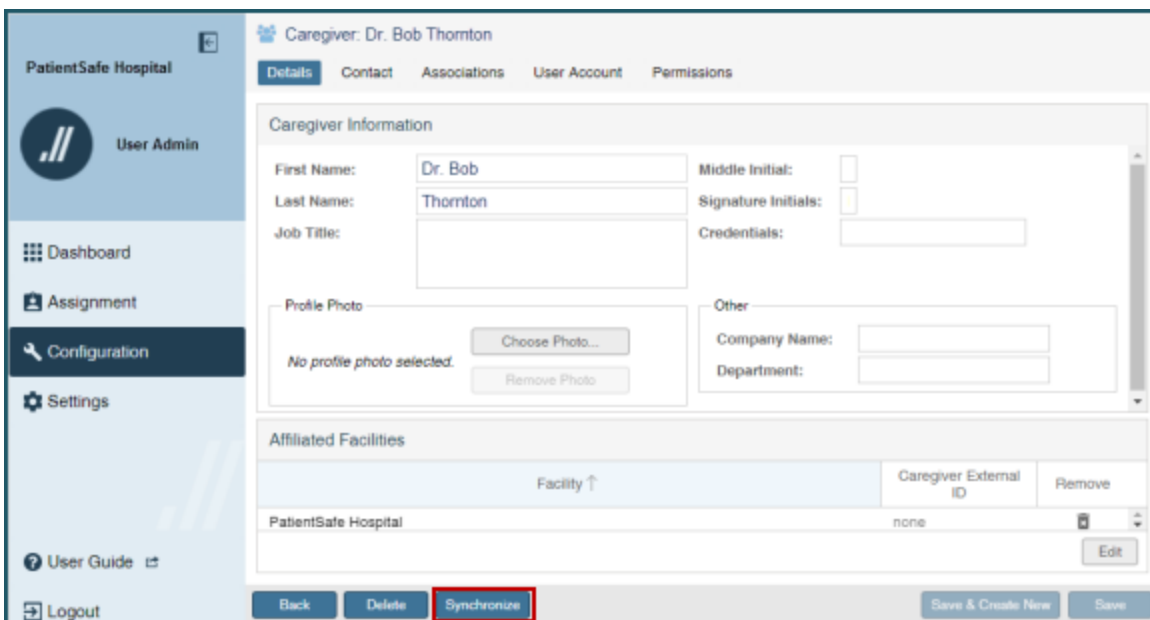 PatientSafe Hospital
User Admin
Dashboard
Assignment
Configuration
Settings
User Guide
Logout
Caregiver: Dr. Bob Thornton
Details Contact Associations User Account Permissions
Caregiver Information
First Name: Dr. Bob Middle Initial:
Last Name: Thornton Signature Initials:
Job Title: Credentials:
Profile Photo Other
Choose Photo... Company Name:
No profile photo selected.
Remove Photo Department:
Affiliated Facilities
Facility ↑ Caregiver External ID Remove
PatientSafe Hospital none
Edit
Back Delete Synchronize Save & Create New Save